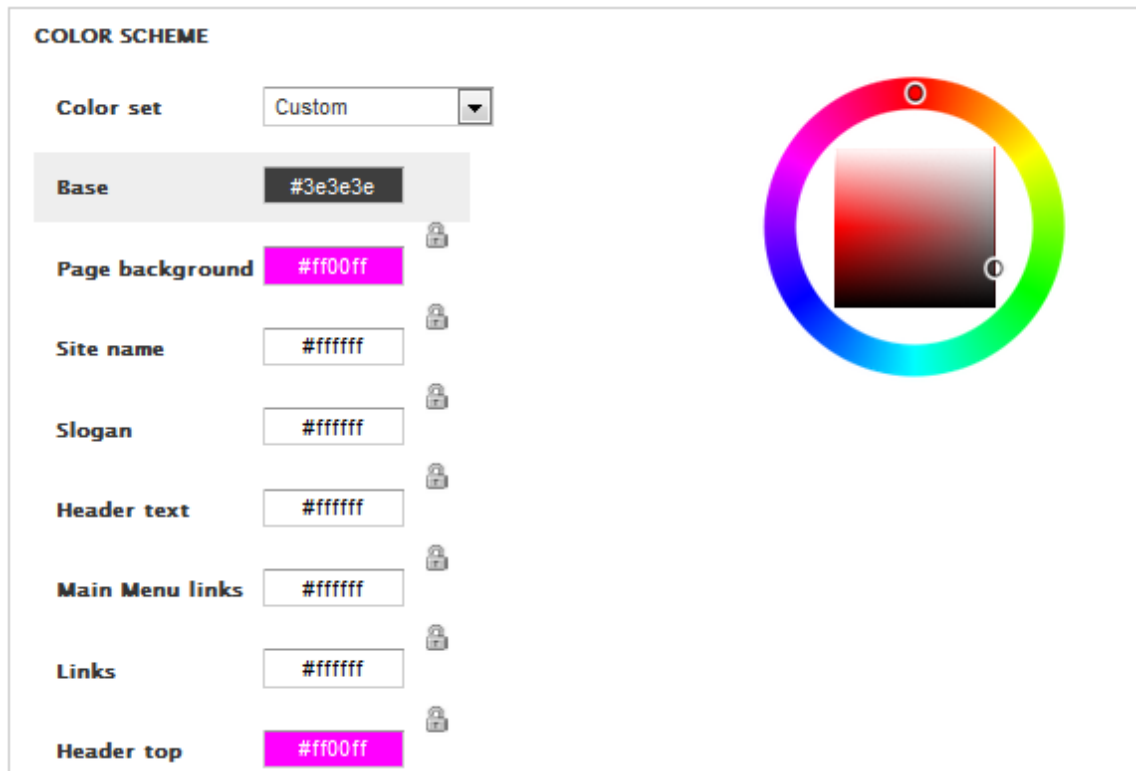 COLOR SCHEME
Color set Custom
Base #3e3e3e
Page background #ff00ff
Site name #ffffff
Slogan #ffffff
Header text #ffffff
Main Menu links #ffffff
Links #ffffff
Header top #ff00ff